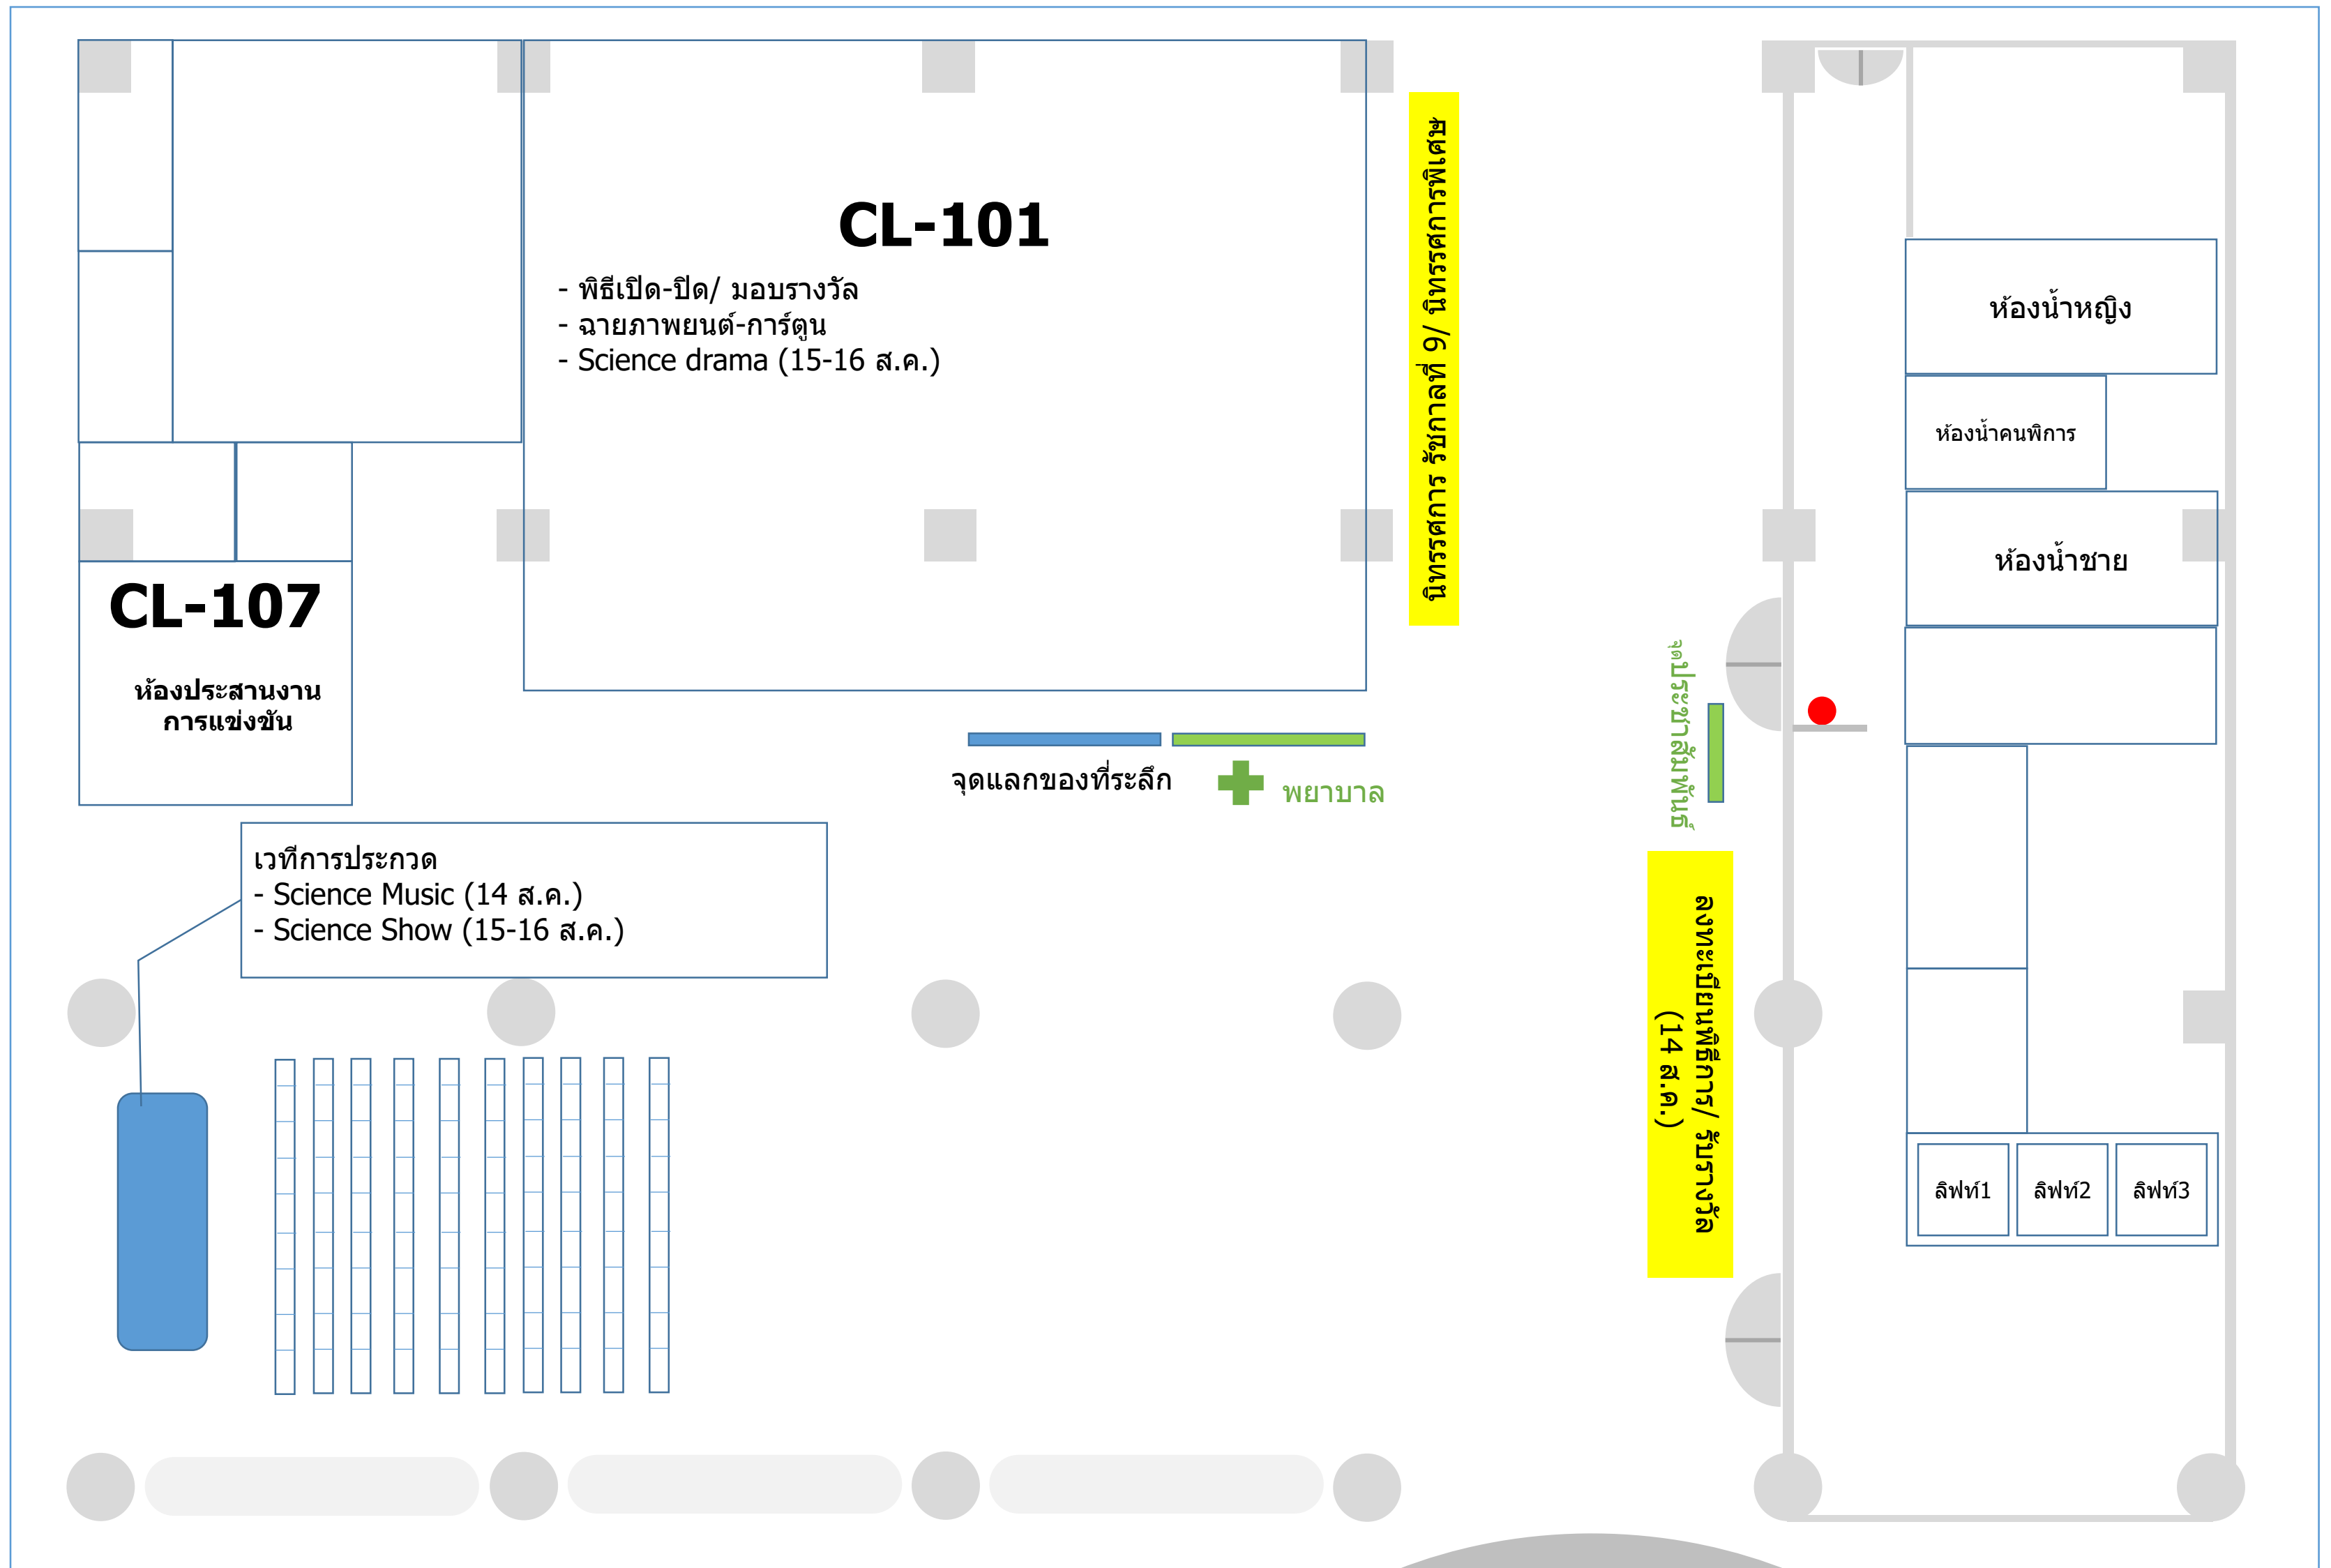 CL-101
- พิธีเปิด-ปิด/ มอบรางวัล
- ฉายภาพยนต์-การ์ตูน
- Science drama (15-16 ส.ค.)
นิทรรศการ รัชกาลที่ 9/ นิทรรศการพิเศษ
ห้องน้ำหญิง
ห้องน้ำคนพิการ
ห้องน้ำชาย
CL-107
ห้องประสานงาน
การแข่งขัน
จุดแลกของที่ระลึก
พยาบาล
จุดประชาสัมพันธ์
เวทีการประกวด
- Science Music (14 ส.ค.)
- Science Show (15-16 ส.ค.)
ลงทะเบียนพิธีการ/ รับรางวัล
(14 ส.ค.)
ลิฟท์1
ลิฟท์2
ลิฟท์3